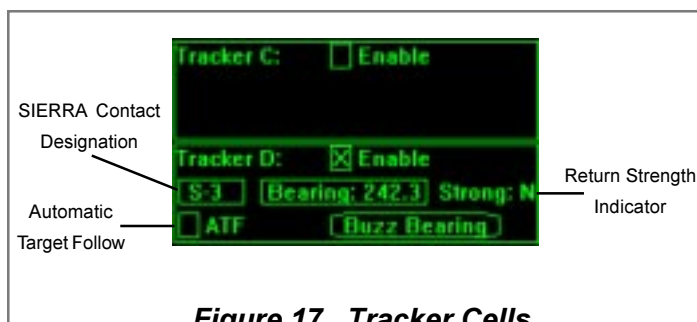 Tracker C: Enable
SIERRA Contact
Designation
Tracker D: Enable
S-3 Bearing: 242.3 Strong: N
Return Strength
Indicator
Automatic
Target Follow
ATF Buzz Bearing
Figure 17 Tracker Cells